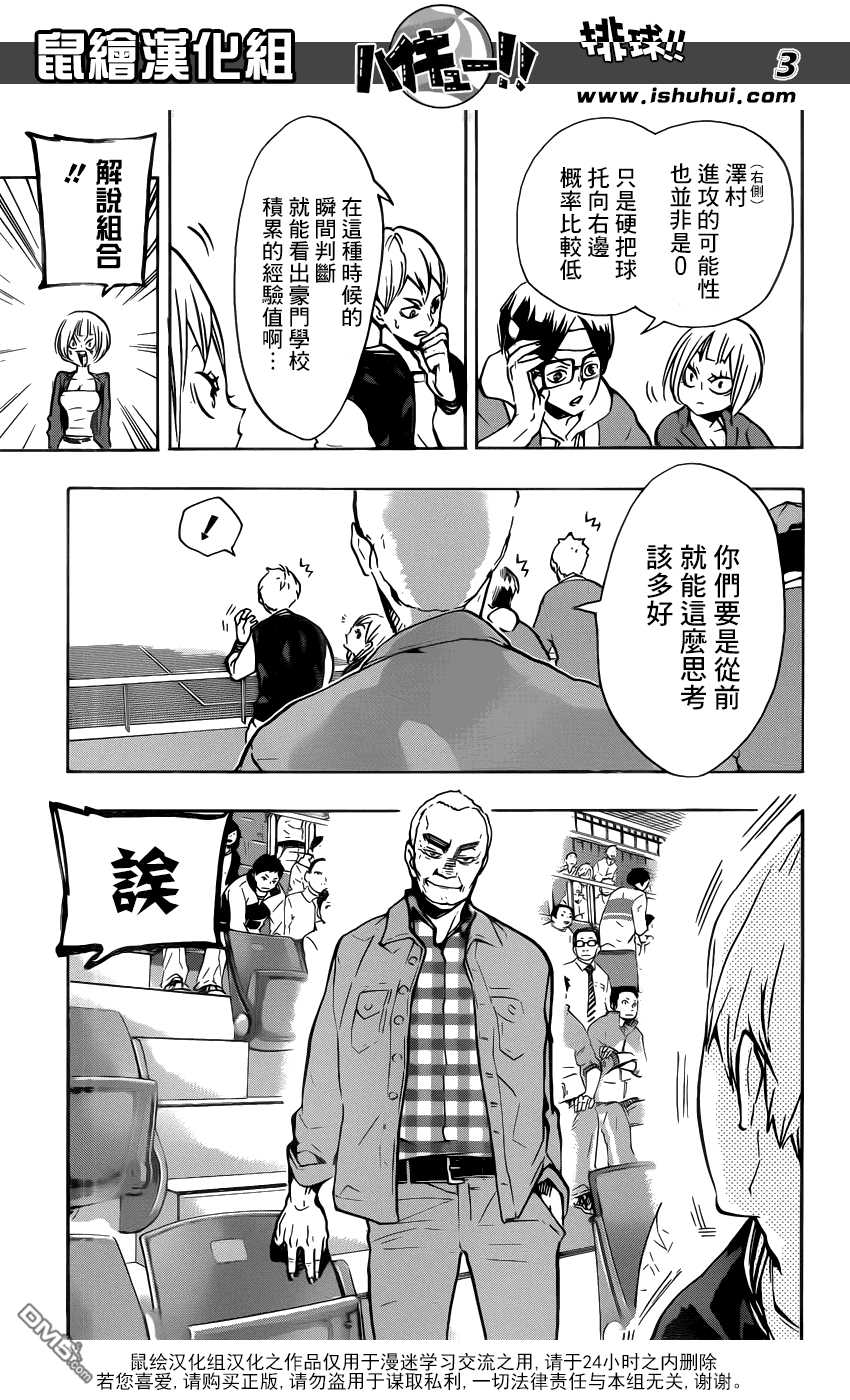 鼠繪漢化組
ハイキュー!!
排球!!
3
www.ishuhui.com
(右側)
澤村
進攻的可能性
也並非是0
只是硬把球
托向右邊
概率比較低
在這種時候的
瞬間判斷
就能看出豪門學校
積累的經驗值啊…
解說組合
!!
你們要是從前
就能這麼思考
該多好
!
誒
DM5.com
鼠绘汉化组汉化之作品仅用于漫迷学习交流之用, 请于24小时之内删除
若您喜爱, 请购买正版, 请勿盗用于谋取私利, 一切法律责任与本组无关, 谢谢。